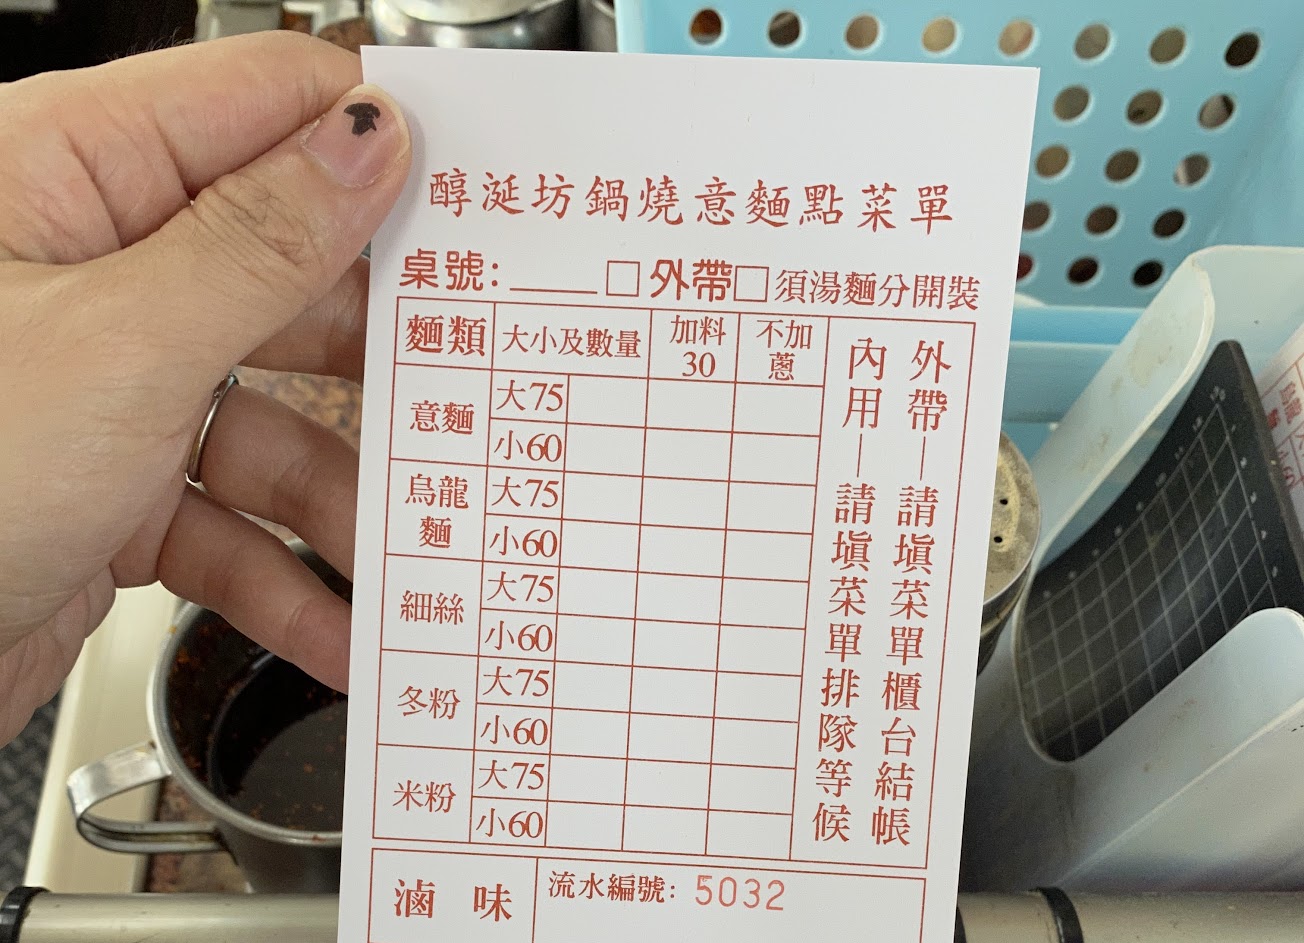 醇涎坊鍋燒意麵點菜單
桌號：____□外帶□須湯麵分開裝
麵類 大小及數量 加料30 不加蔥
意麵 大75
小60
烏龍麵 大75
小60
細絲 大75
小60
冬粉 大75
小60
米粉 大75
小60
外帶—請填菜單櫃台結帳
內用—請填菜單排隊等候
滷味 流水編號：5032